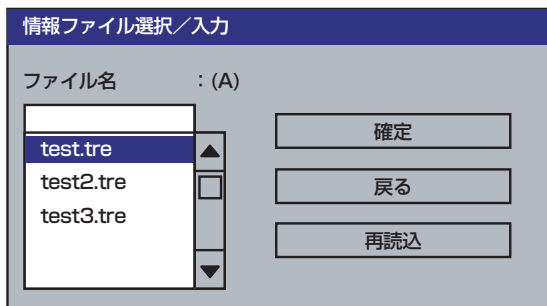 情報ファイル選択／入力
ファイル名 : (A)
test.tre
test2.tre
test3.tre
確定
戻る
再読込